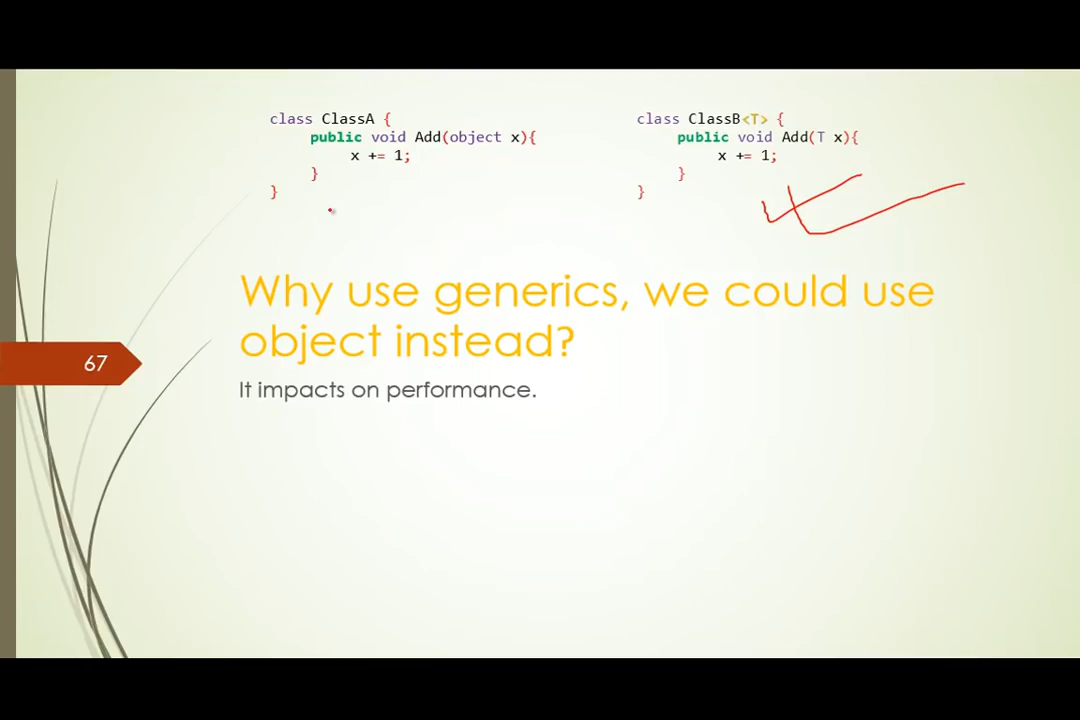 class ClassA {
public void Add(object x){
x += 1;
}
}
class ClassB<T> {
public void Add(T x){
x += 1;
}
}
Why use generics, we could use
object instead?
67
It impacts on performance.